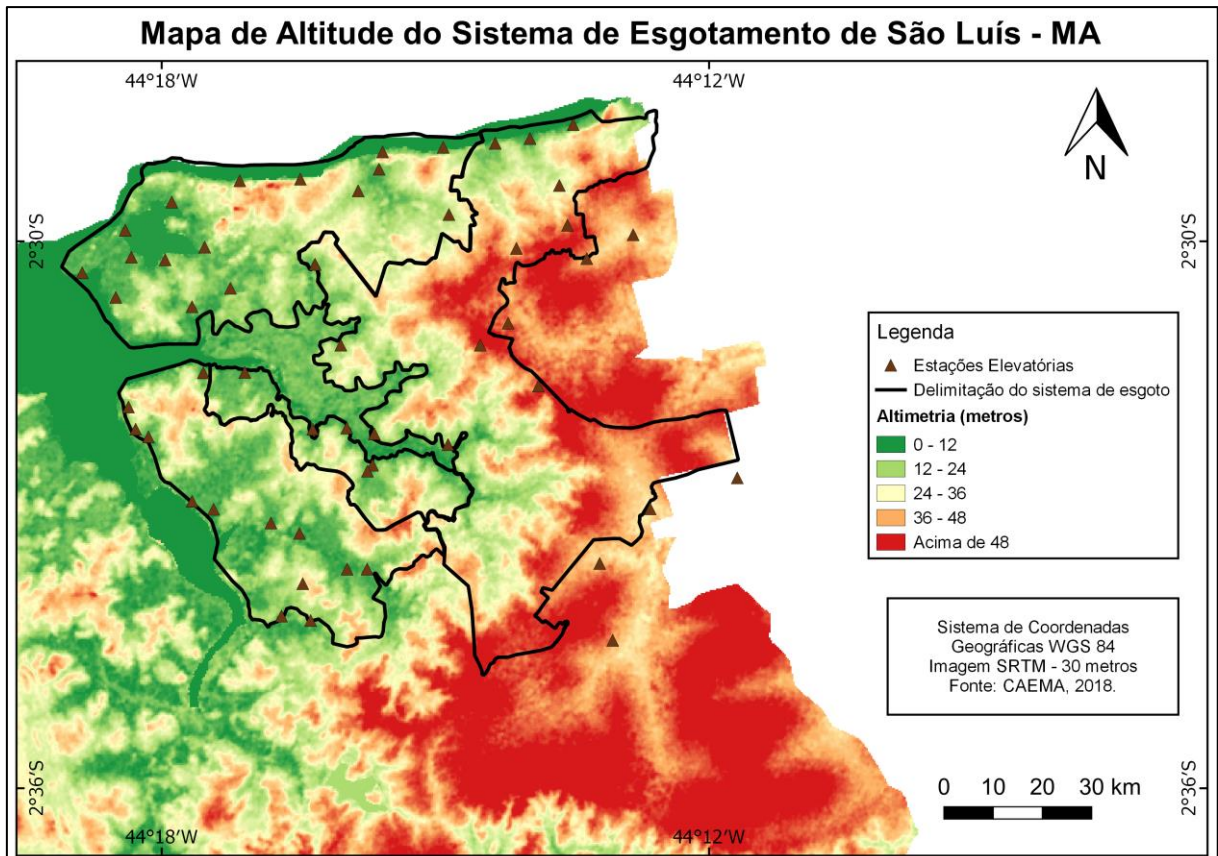 Mapa de Altitude do Sistema de Esgotamento de São Luís - MA
44°18'W
44°12'W
N
2°30'S
2°30'S
Legenda
Estações Elevatórias
Delimitação do sistema de esgoto
Altimetria (metros)
0 - 12
12 - 24
24 - 36
36 - 48
Acima de 48
Sistema de Coordenadas
Geográficas WGS 84
Imagem SRTM - 30 metros
Fonte: CAEMA, 2018.
2°36'S
2°36'S
0 10 20 30 km
44°18'W
44°12'W